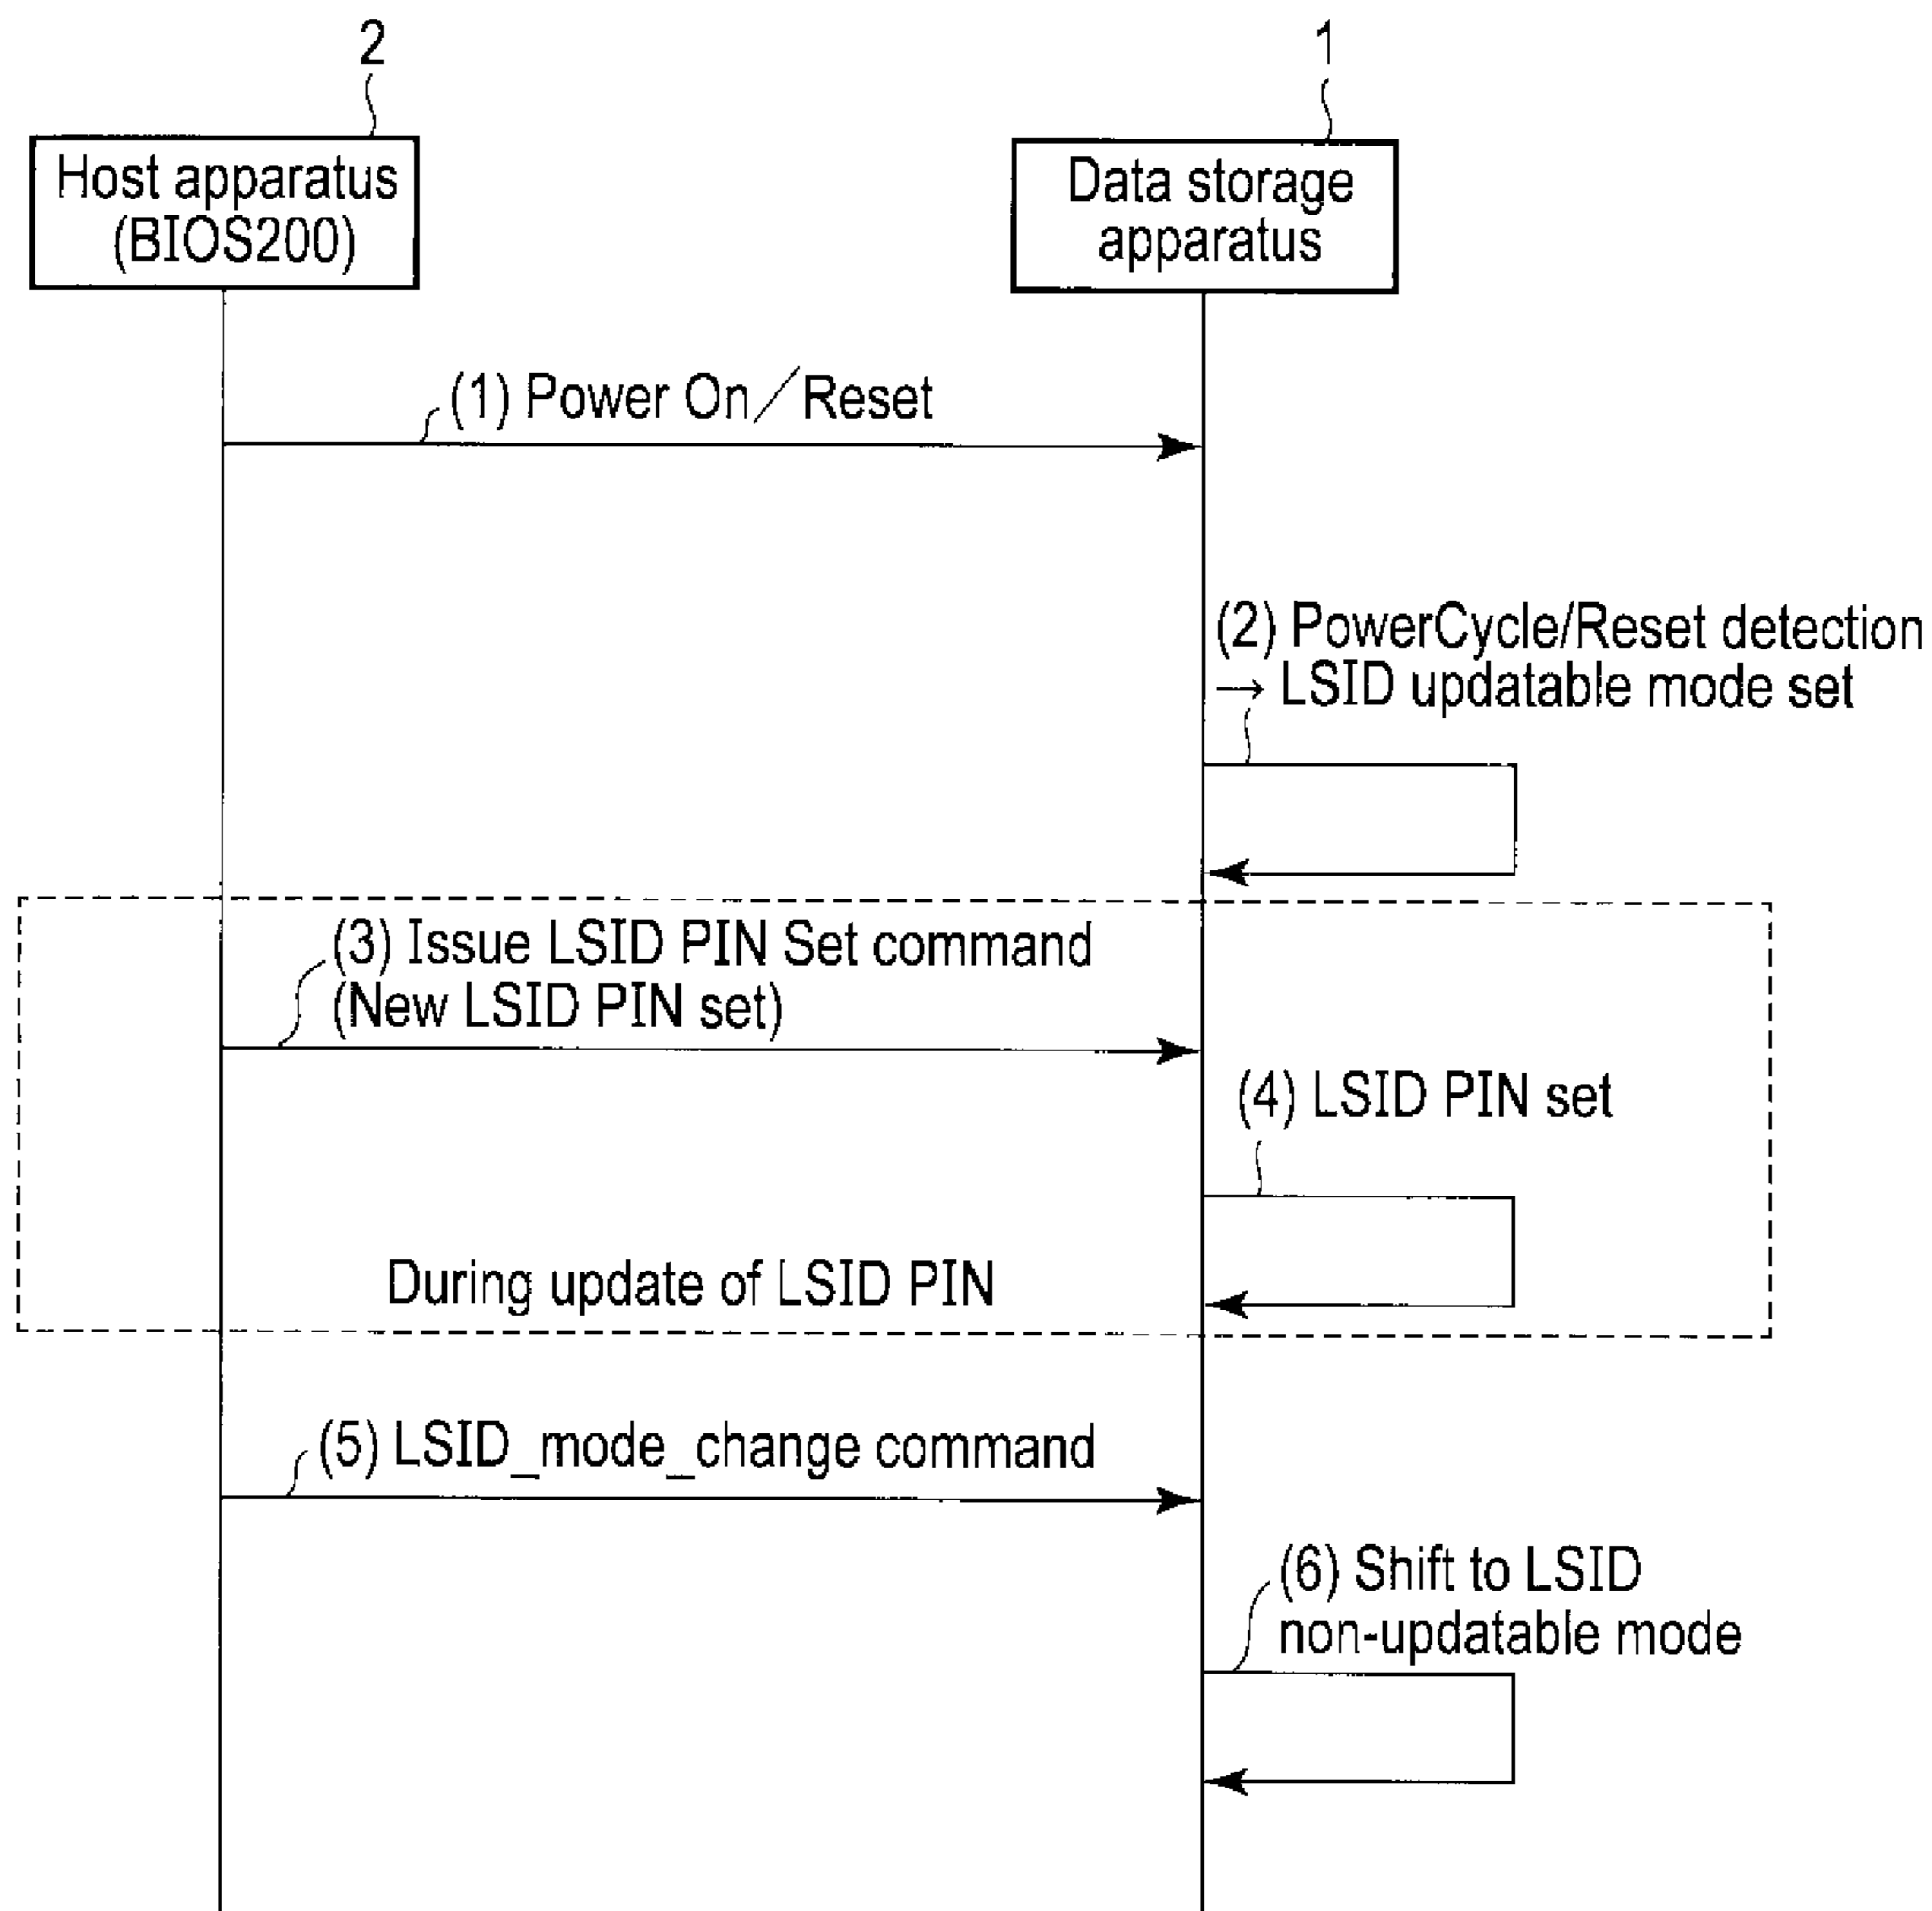 2
1
Host apparatus
(BIOS200)
Data storage
apparatus
(1) Power On/Reset
(2) PowerCycle/Reset detection
→ LSID updatable mode set
(3) Issue LSID PIN Set command
(New LSID PIN set)
(4) LSID PIN set
During update of LSID PIN
(5) LSID_mode_change command
(6) Shift to LSID
non-updatable mode